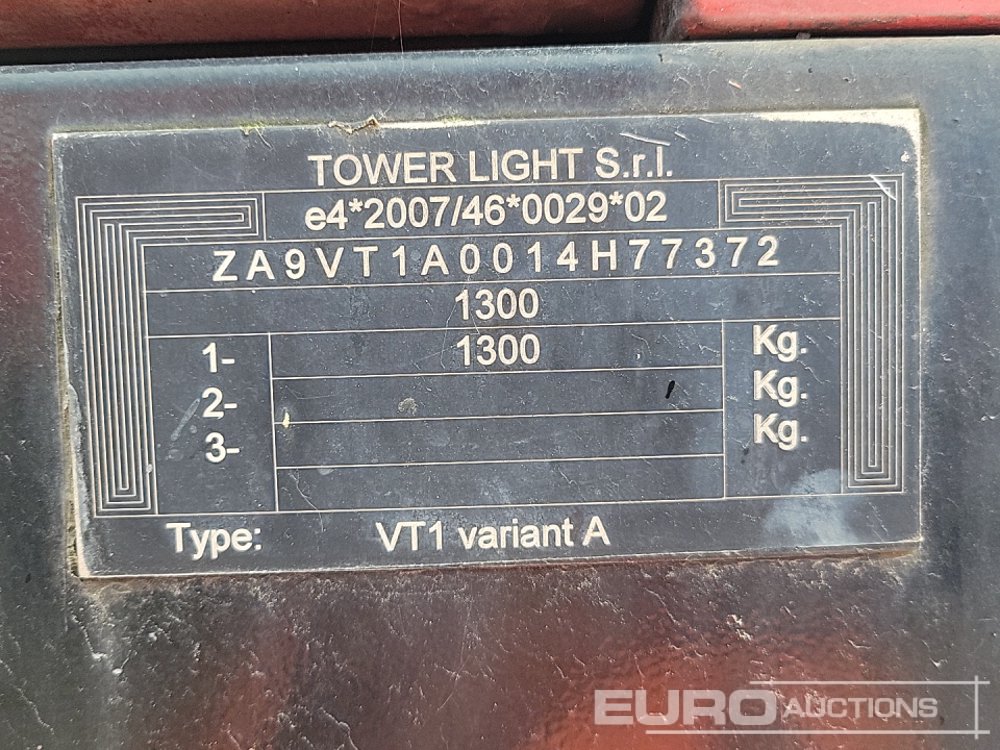 TOWER LIGHT S.r.l.
e4*2007/46*0029*02
ZA9VT1A0014H77372
1300
1- 1300 Kg.
2- Kg.
3- Kg.
Type: VT1 variant A
EURO AUCTIONS